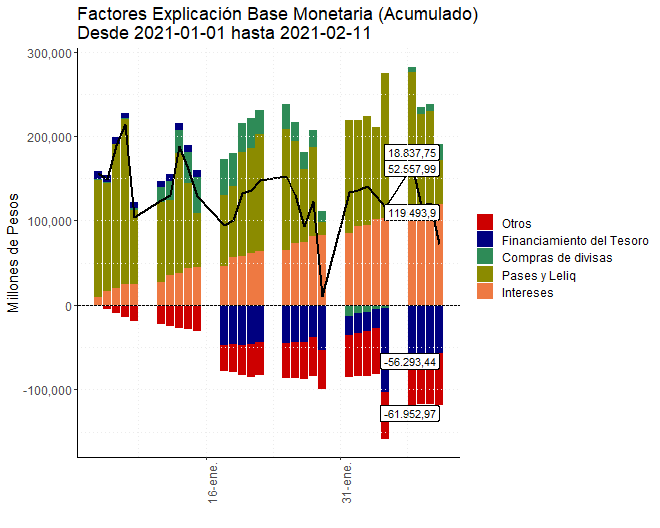 Factores Explicación Base Monetaria (Acumulado)
Desde 2021-01-01 hasta 2021-02-11
Millones de Pesos
300,000
200,000
100,000
0
-100,000
18.837,75
52.557,99
119.493,9
-56.293,44
-61.952,97
16-ene.
31-ene.
Otros
Financiamiento del Tesoro
Compras de divisas
Pases y Leliq
Intereses